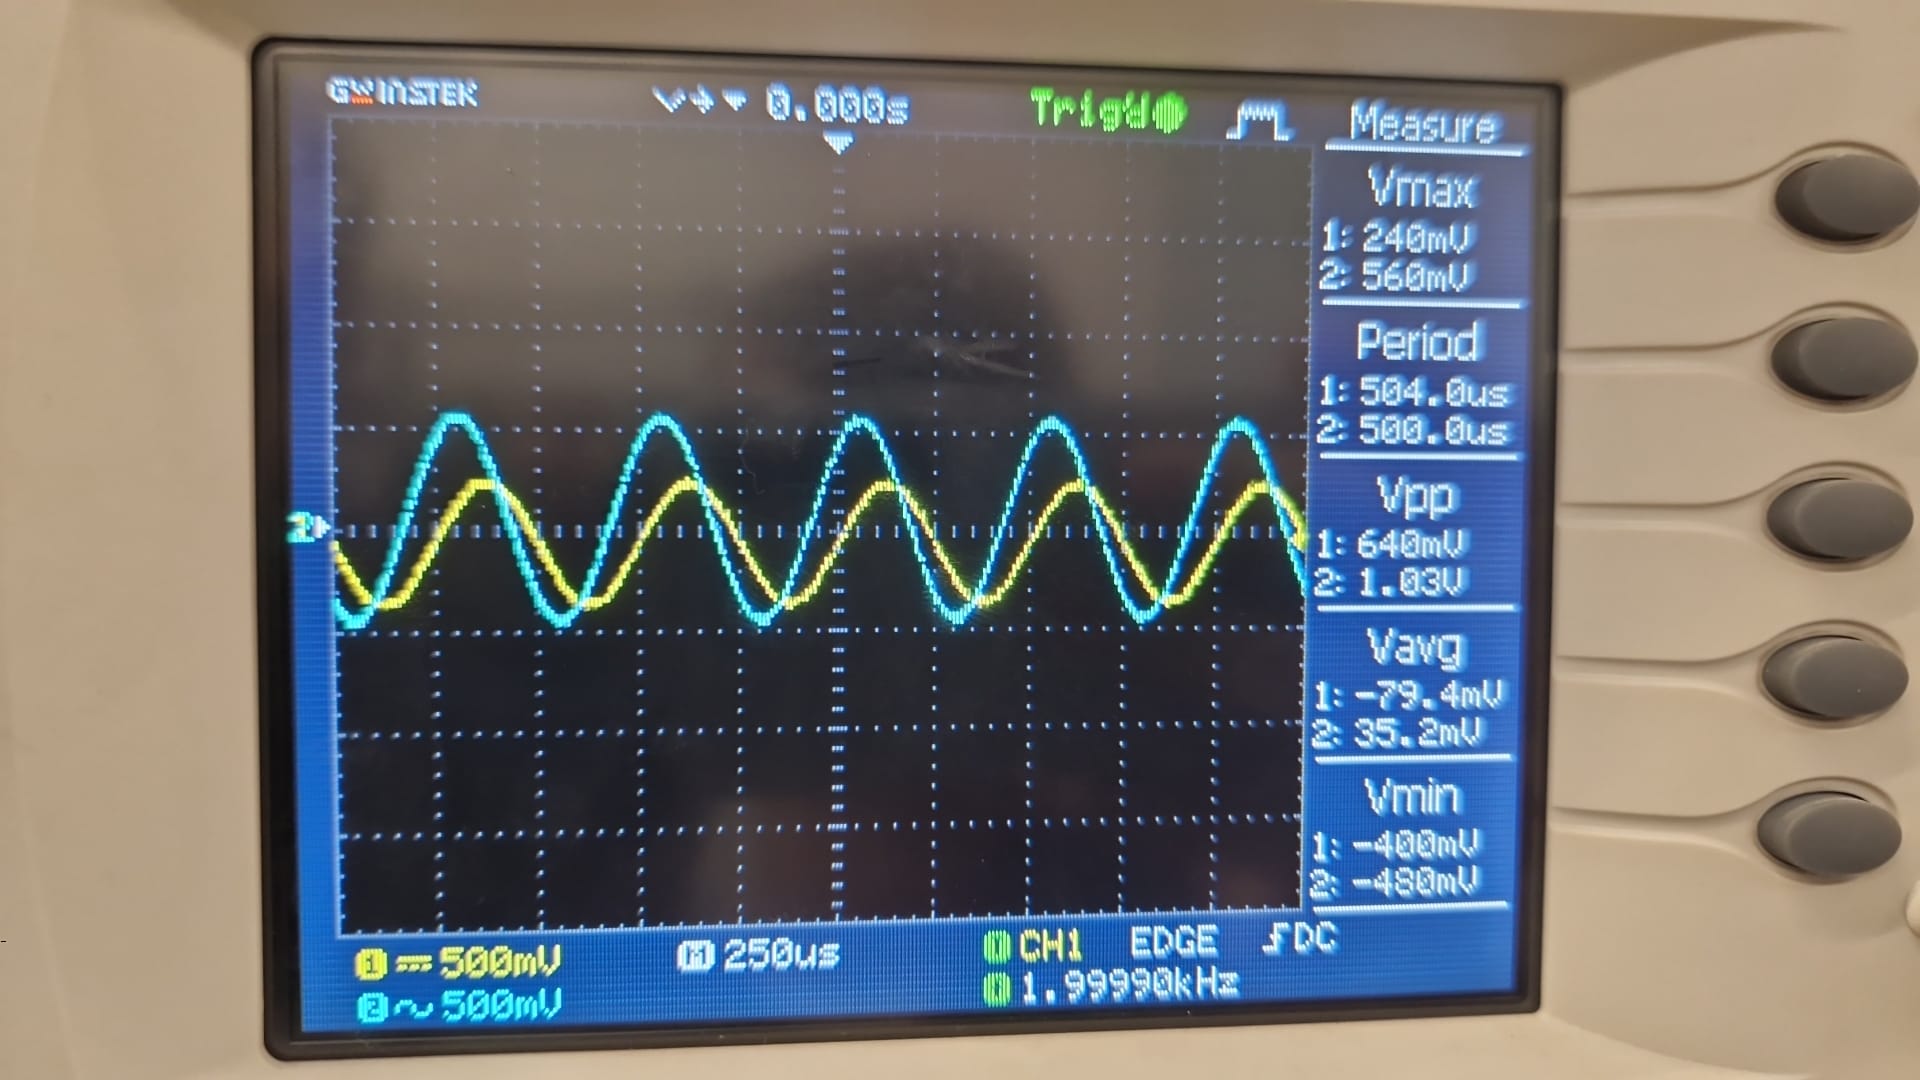 GWINSTEK 0.000s Trig'd Measure
Vmax
1: 240mV
2: 560mV
Period
1: 504.0us
2: 500.0us
Vpp
1: 640mV
2: 1.03V
Vavg
1: -79.4mV
2: 35.2mV
Vmin
1: -400mV
2: -480mV
2
1 500mV M 250us CH1 EDGE DC
2 500mV 1.99990kHz